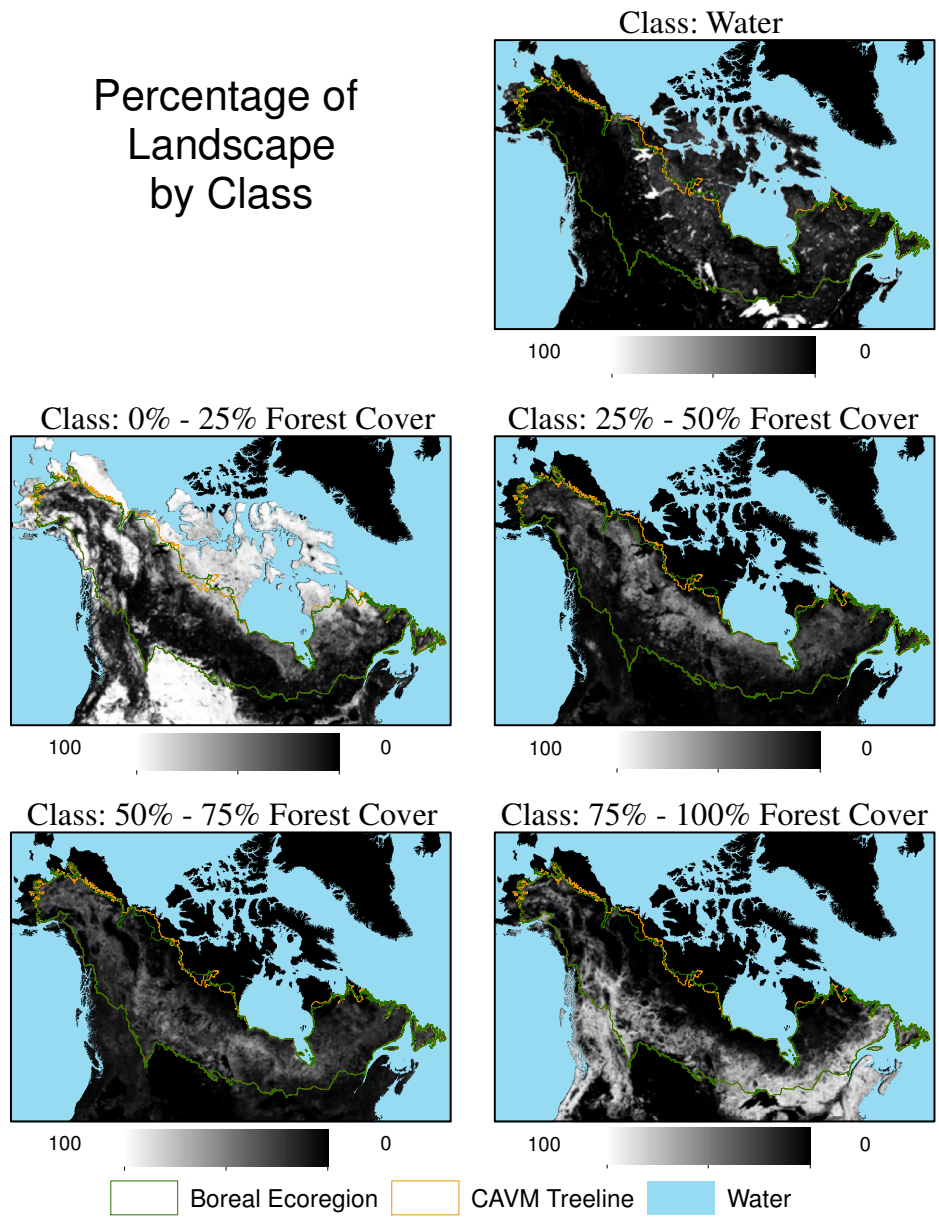 Percentage of
Landscape
by Class
Class: Water
100 0
Class: 0% - 25% Forest Cover
100 0
Class: 25% - 50% Forest Cover
100 0
Class: 50% - 75% Forest Cover
100 0
Class: 75% - 100% Forest Cover
100 0
Boreal Ecoregion CAVM Treeline Water